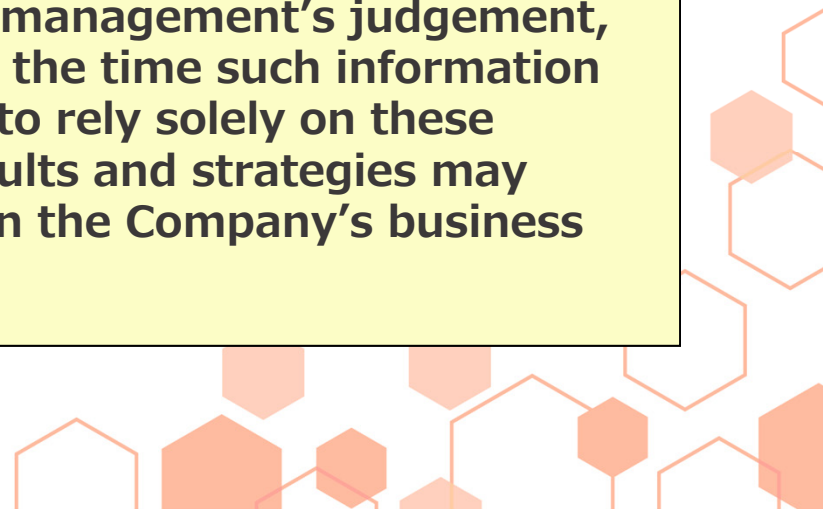 management’s judgement,
the time such information
to rely solely on these
ults and strategies may
n the Company’s business